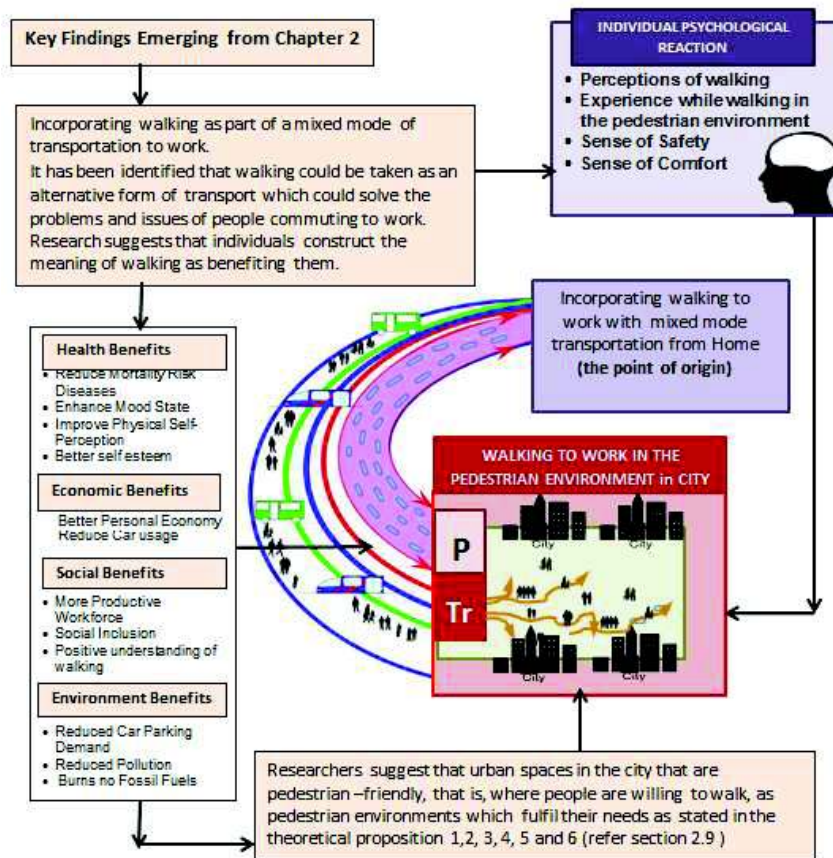 Key Findings Emerging from Chapter 2
INDIVIDUAL PSYCHOLOGICAL
REACTION
• Perceptions of walking
• Experience while walking in
the pedestrian environment
• Sense of Safety
• Sense of Comfort
Incorporating walking as part of a mixed mode of
transportation to work.
It has been identified that walking could be taken as an
alternative form of transport which could solve the
problems and issues of people commuting to work.
Research suggests that individuals construct the
meaning of walking as benefiting them.
Incorporating walking to
work with mixed mode
transportation from Home
(the point of origin)
Health Benefits
• Reduce Mortality Risk
Diseases
• Enhance Mood State
• Improve Physical Self-
Perception
• Better self esteem
Economic Benefits
Better Personal Economy
Reduce Car usage
Social Benefits
• More Productive
Workforce
• Social Inclusion
• Positive understanding of
walking
Environment Benefits
• Reduced Car Parking
Demand
• Reduced Pollution
• Burns no Fossil Fuels
WALKING TO WORK IN THE
PEDESTRIAN ENVIRONMENT in CITY
P
Tr
City
City
City
City
Researchers suggest that urban spaces in the city that are
pedestrian –friendly, that is, where people are willing to walk, as
pedestrian environments which fulfil their needs as stated in the
theoretical proposition 1,2, 3, 4, 5 and 6 (refer section 2.9 )